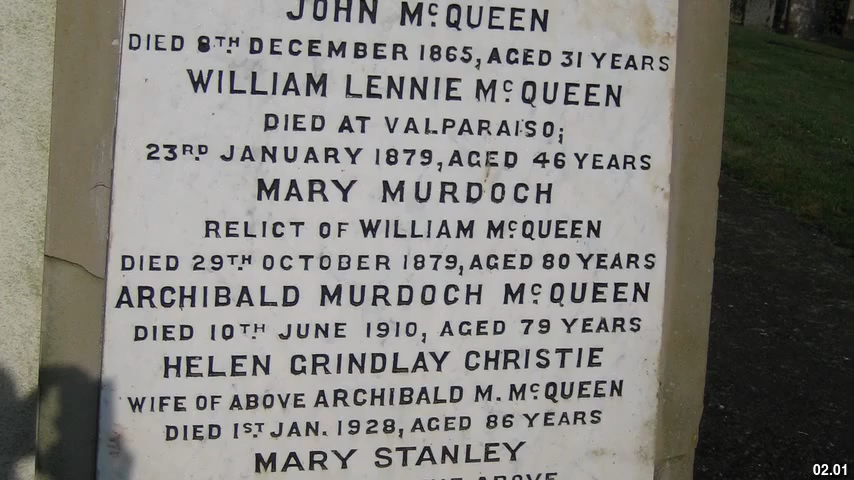 JOHN McQUEEN
DIED 8TH DECEMBER 1865, AGED 31 YEARS
WILLIAM LENNIE McQUEEN
DIED AT VALPARAISO;
23RD JANUARY 1879, AGED 46 YEARS
MARY MURDOCH
RELICT OF WILLIAM McQUEEN
DIED 29TH OCTOBER 1879, AGED 80 YEARS
ARCHIBALD MURDOCH McQUEEN
DIED 10TH JUNE 1910, AGED 79 YEARS
HELEN GRINDLAY CHRISTIE
WIFE OF ABOVE ARCHIBALD M. McQUEEN
DIED 1ST JAN. 1928, AGED 86 YEARS
MARY STANLEY
ABOVE
02.01